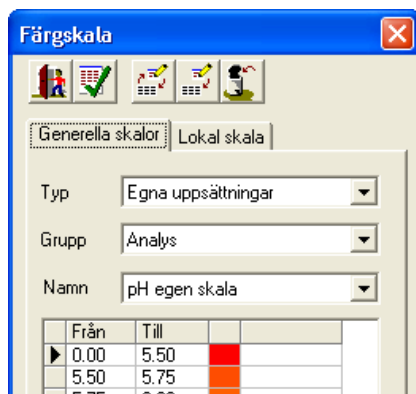 Färgskala
Generella skalor Lokal skala
Typ Egna uppsättningar
Grupp Analys
Namn pH egen skala
Från Till
0.00 5.50
5.50 5.75